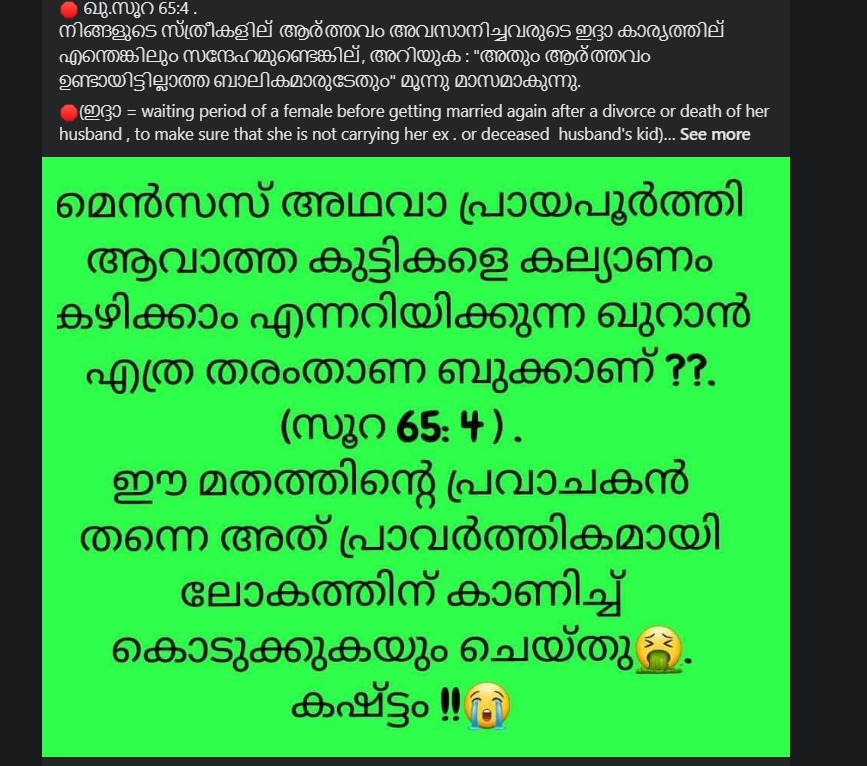 🔴 ഖു.സൂറ 65:4 .
നിങ്ങളുടെ സ്ത്രീകളില് ആര്ത്തവം അവസാനിച്ചവരുടെ ഇദ്ദാ കാര്യത്തില്
എന്തെങ്കിലും സന്ദേഹമുണ്ടെങ്കില്, അറിയുക : "അതും ആര്ത്തവം
ഉണ്ടായിട്ടില്ലാത്ത ബാലികമാരുടേതും" മൂന്നു മാസമാകുന്നു.
🔴(ഇദ്ദാ = waiting period of a female before getting married again after a divorce or death of her
husband , to make sure that she is not carrying her ex . or deceased husband's kid)... See more
മെൻസസ് അഥവാ പ്രായപൂർത്തി
ആവാത്ത കുട്ടികളെ കല്യാണം
കഴിക്കാം എന്നറിയിക്കുന്ന ഖുറാൻ
എത്ര തരംതാണ ബുക്കാണ് ??.
(സൂറ 65: 4 ) .
ഈ മതത്തിന്റെ പ്രവാചകൻ
തന്നെ അത് പ്രാവർത്തികമായി
ലോകത്തിന് കാണിച്ച്
കൊടുക്കുകയും ചെയ്തു🤮.
കഷ്ട്ടം !!😭